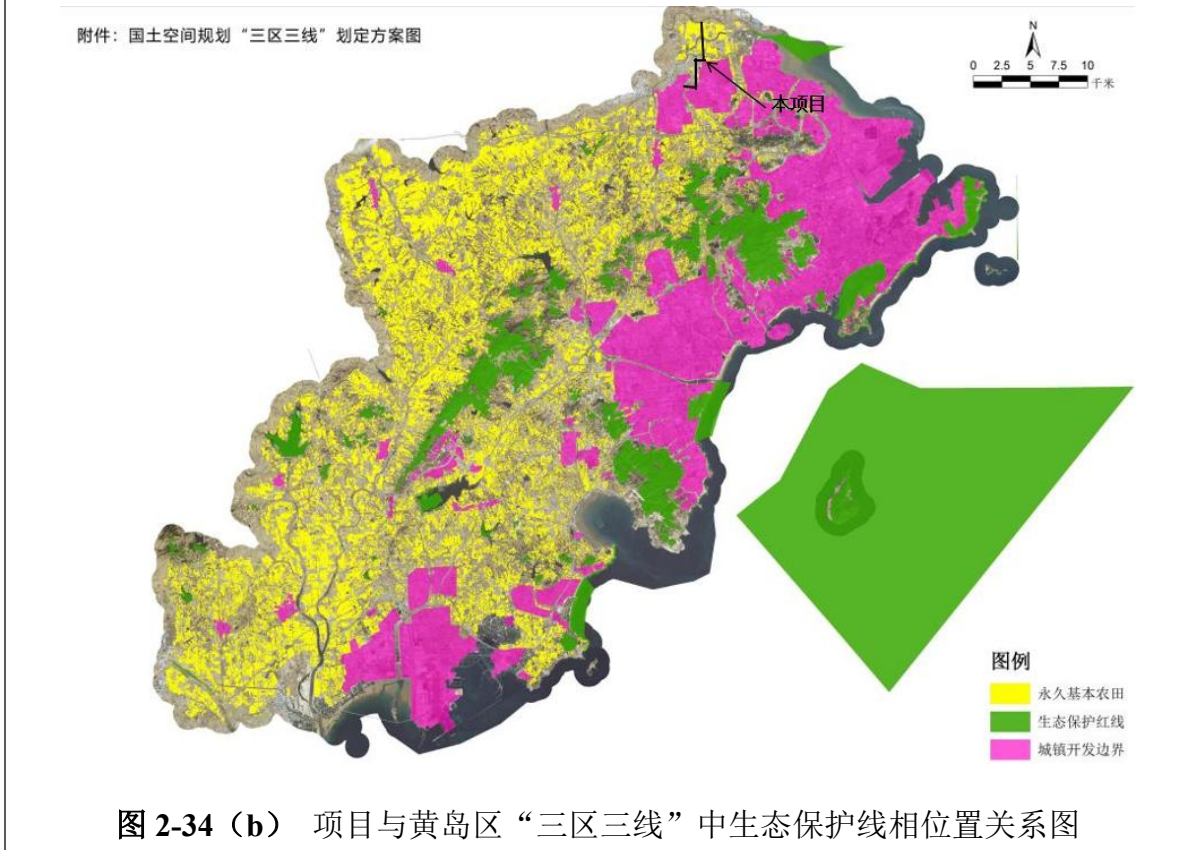 附件：国土空间规划“三区三线”划定方案图
N
0 2.5 5 7.5 10
千米
本项目
图例
永久基本农田
生态保护红线
城镇开发边界
图 2-34（b） 项目与黄岛区“三区三线”中生态保护线相位置关系图